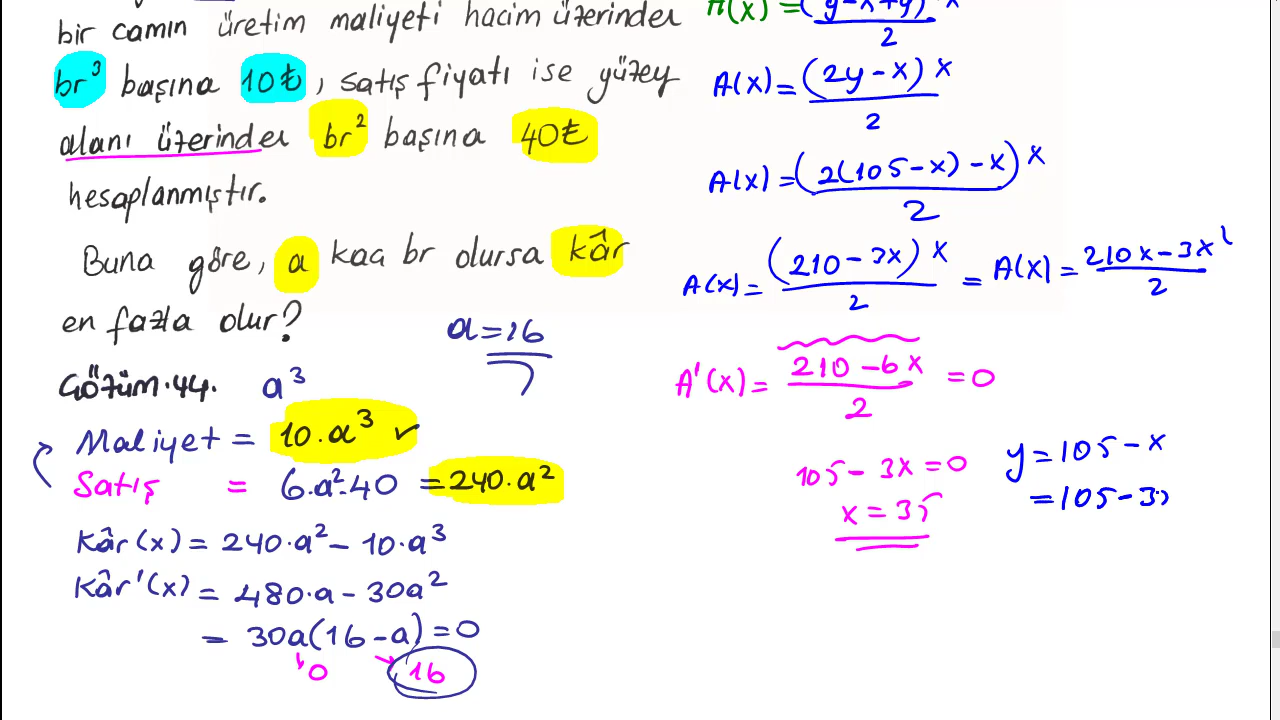 bir camın üretim maliyeti hacim üzerinden
br³ başına 10₺, satış fiyatı ise yüzey
alanı üzerinden br² başına 40₺
hesaplanmıştır.
Buna göre, a kaç br olursa kâr
en fazla olur?
a=16
Çözüm.44. a³
Maliyet = 10.a³ ✓
Satış = 6.a².40 = 240.a²
Kâr(x) = 240.a² - 10.a³
Kâr'(x) = 480.a - 30a²
= 30a(16-a) = 0
0 16
A(x) = (y-x+y).x / 2
A(x) = (2y-x)x / 2
A(x) = (2(105-x)-x)x / 2
A(x) = (210-3x)x / 2 = A(x) = 210x-3x² / 2
A'(x) = 210-6x / 2 = 0
105-3x=0
x=35
y=105-x
=105-3